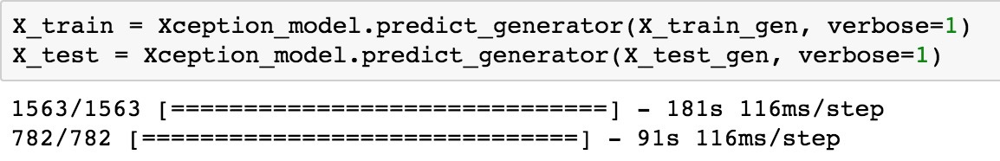 X_train = Xception_model.predict_generator(X_train_gen, verbose=1)
X_test = Xception_model.predict_generator(X_test_gen, verbose=1)
1563/1563 [==============================] - 181s 116ms/step
782/782 [==============================] - 91s 116ms/step